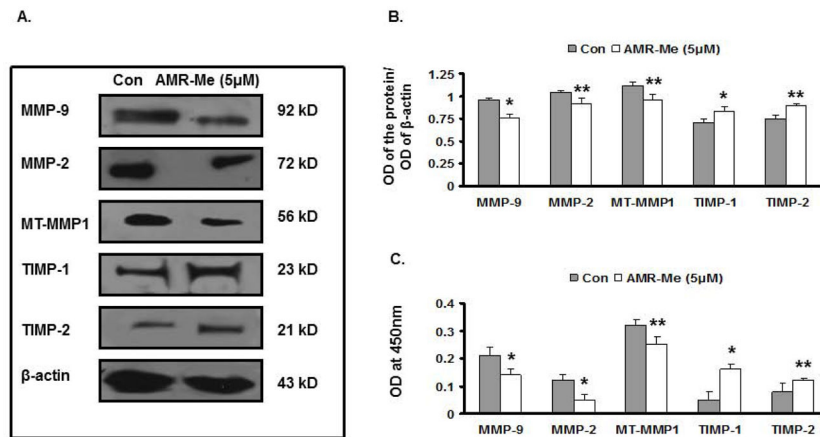 A.
Con AMR-Me (5µM)
MMP-9 92 kD
MMP-2 72 kD
MT-MMP1 56 kD
TIMP-1 23 kD
TIMP-2 21 kD
β-actin 43 kD
B.
Con AMR-Me (5µM)
OD of the protein/
OD of β-actin
1.25
1
0.75
0.5
0.25
0
* ** ** * **
MMP-9 MMP-2 MT-MMP1 TIMP-1 TIMP-2
C.
Con AMR-Me (5µM)
OD at 450nm
0.4
0.3
0.2
0.1
0
* * ** * **
MMP-9 MMP-2 MT-MMP1 TIMP-1 TIMP-2